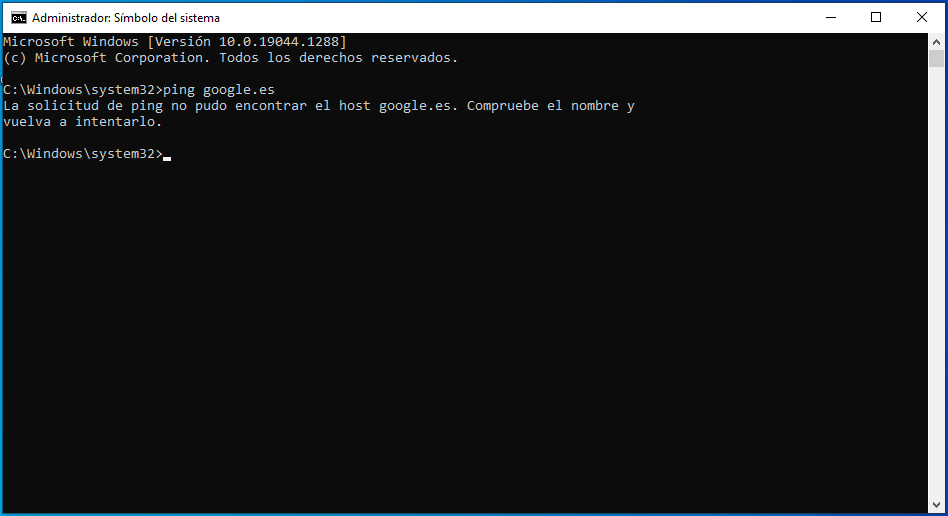 Administrador: Símbolo del sistema
Microsoft Windows [Versión 10.0.19044.1288]
(c) Microsoft Corporation. Todos los derechos reservados.
C:\Windows\system32>ping google.es
La solicitud de ping no pudo encontrar el host google.es. Compruebe el nombre y
vuelva a intentarlo.
C:\Windows\system32>